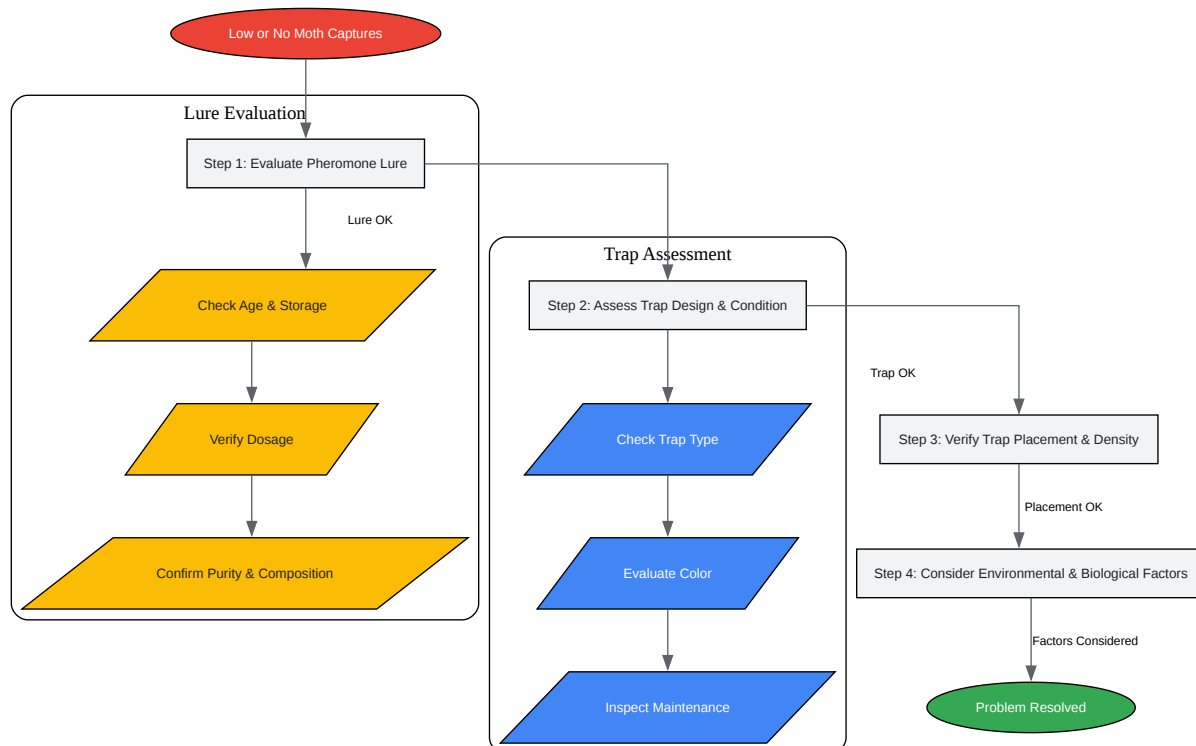 Low or No Moth Captures
Lure Evaluation
Step 1: Evaluate Pheromone Lure
Lure OK
Check Age & Storage
Verify Dosage
Confirm Purity & Composition
Trap Assessment
Step 2: Assess Trap Design & Condition
Trap OK
Check Trap Type
Evaluate Color
Inspect Maintenance
Step 3: Verify Trap Placement & Density
Placement OK
Step 4: Consider Environmental & Biological Factors
Factors Considered
Problem Resolved